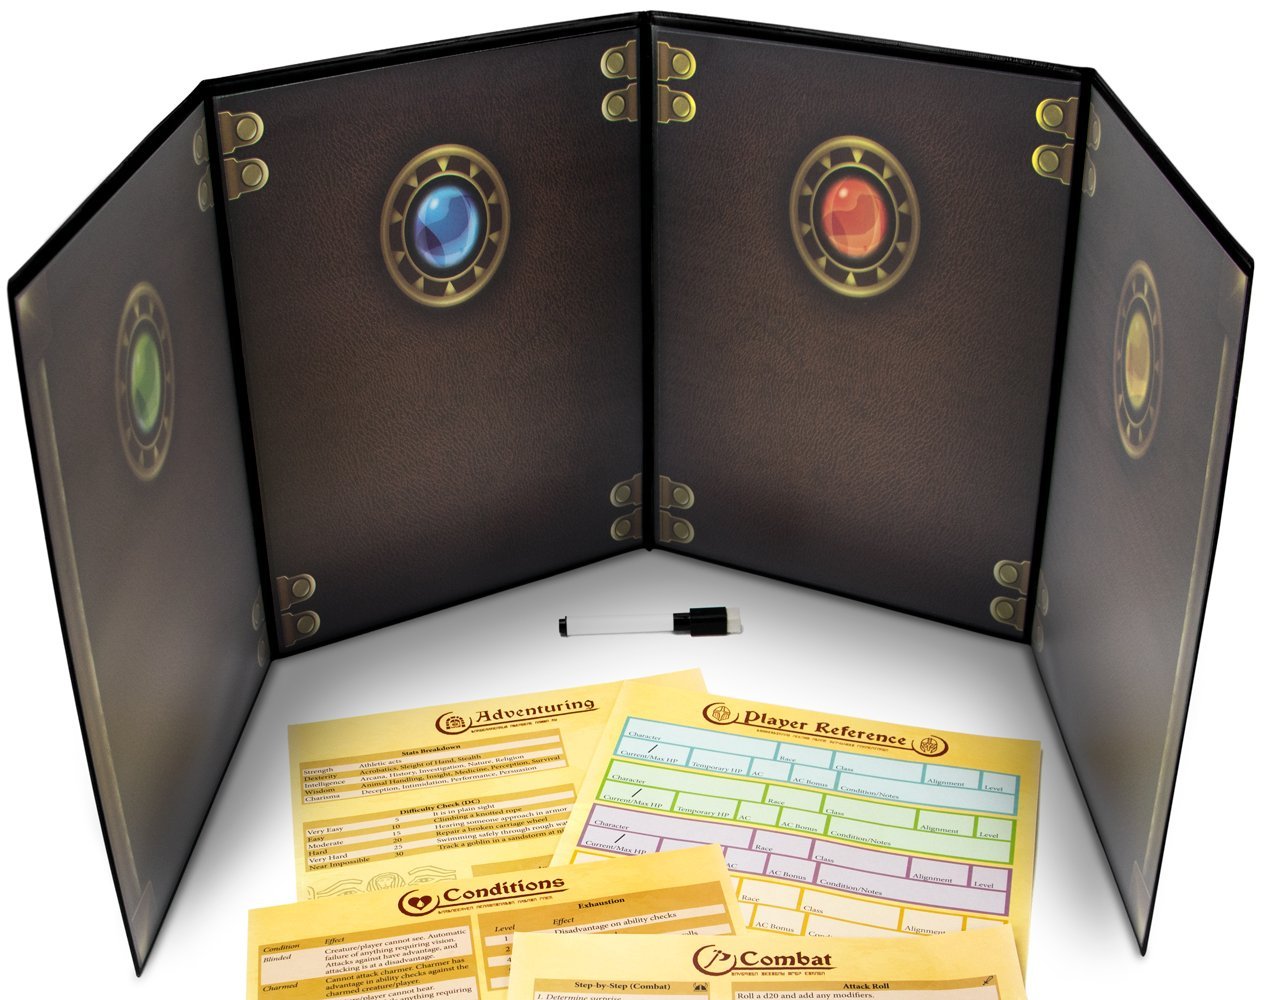 Adventuring
Stats Breakdown
Strength Athletic acts
Dexterity Acrobatics, Sleight of Hand, Stealth
Intelligence Arcana, History, Investigation, Nature, Religion
Wisdom Animal Handling, Insight, Medicine, Perception, Survival
Charisma Deception, Intimidation, Performance, Persuasion
Difficulty Check (DC)
Very Easy 5 It is in plain sight
Easy 10 Climbing a knotted rope
Moderate 15 Hearing someone approach in armor
Hard 20 Repair a broken carriage wheel
Very Hard 25 Swimming safely through rough
Near Impossible 30 Track a goblin in a sandstorm at
Player Reference
Character Race Class Alignment Level
Current/Max HP Temporary HP AC AC Bonus Condition/Notes
Character Race Class Alignment Level
Current/Max HP Temporary HP AC AC Bonus Condition/Notes
Character Race Class Alignment Level
Current/Max HP AC AC Bonus Condition/Notes
Race Class Alignment Level
AC Bonus Condition/Notes
Conditions
Condition Effect
Blinded Creature/player cannot see. Automatic
failure of anything requiring vision.
Attacks against have advantage, and
attacking is at a disadvantage.
Charmed Cannot attack charmer. Charmer has
advantage in ability checks against the
charmed creature/player.
/player cannot hear.
anything requiring
Exhaustion
Level Effect
1 Disadvantage on ability checks
2
4
Combat
Step-by-Step (Combat)
1. Determine surprise
Attack Roll
Roll a d20 and add any modifiers.